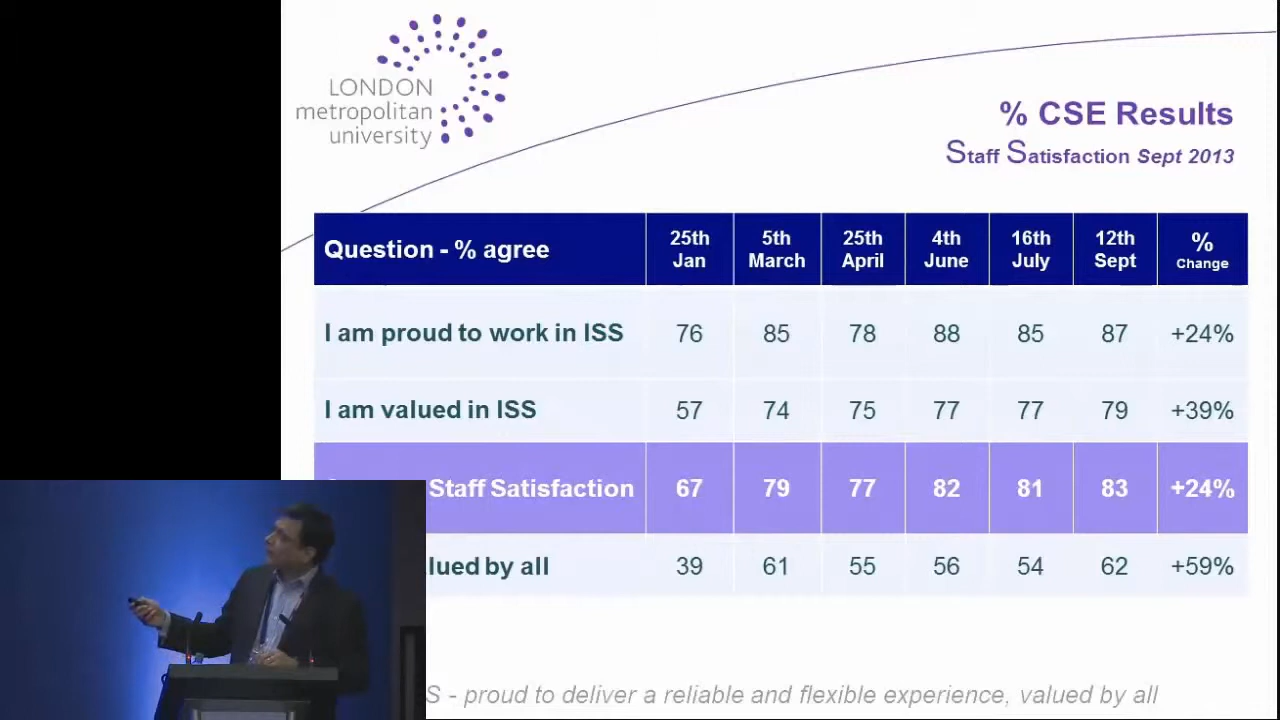 LONDON
metropolitan
university
% CSE Results
Staff Satisfaction Sept 2013
Question - % agree 25th Jan 5th March 25th April 4th June 16th July 12th Sept % Change
I am proud to work in ISS 76 85 78 88 85 87 +24%
I am valued in ISS 57 74 75 77 77 79 +39%
Staff Satisfaction 67 79 77 82 81 83 +24%
lued by all 39 61 55 56 54 62 +59%
S - proud to deliver a reliable and flexible experience, valued by all